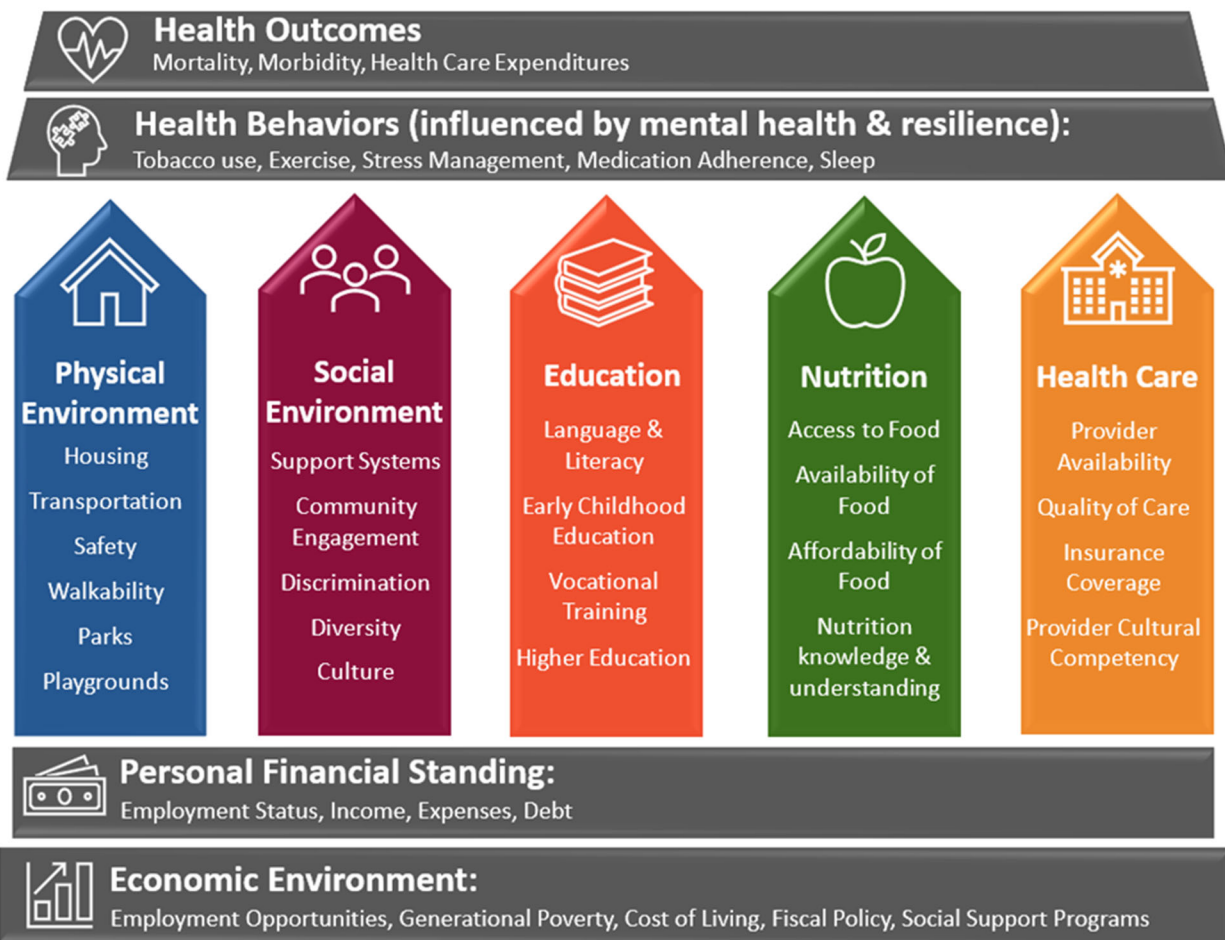 Health Outcomes
Mortality, Morbidity, Health Care Expenditures
Health Behaviors (influenced by mental health & resilience):
Tobacco use, Exercise, Stress Management, Medication Adherence, Sleep
Physical
Environment
Housing
Transportation
Safety
Walkability
Parks
Playgrounds
Social
Environment
Support Systems
Community
Engagement
Discrimination
Diversity
Culture
Education
Language &
Literacy
Early Childhood
Education
Vocational
Training
Higher Education
Nutrition
Access to Food
Availability of
Food
Affordability of
Food
Nutrition
knowledge &
understanding
Health Care
Provider
Availability
Quality of Care
Insurance
Coverage
Provider Cultural
Competency
Personal Financial Standing:
Employment Status, Income, Expenses, Debt
Economic Environment:
Employment Opportunities, Generational Poverty, Cost of Living, Fiscal Policy, Social Support Programs